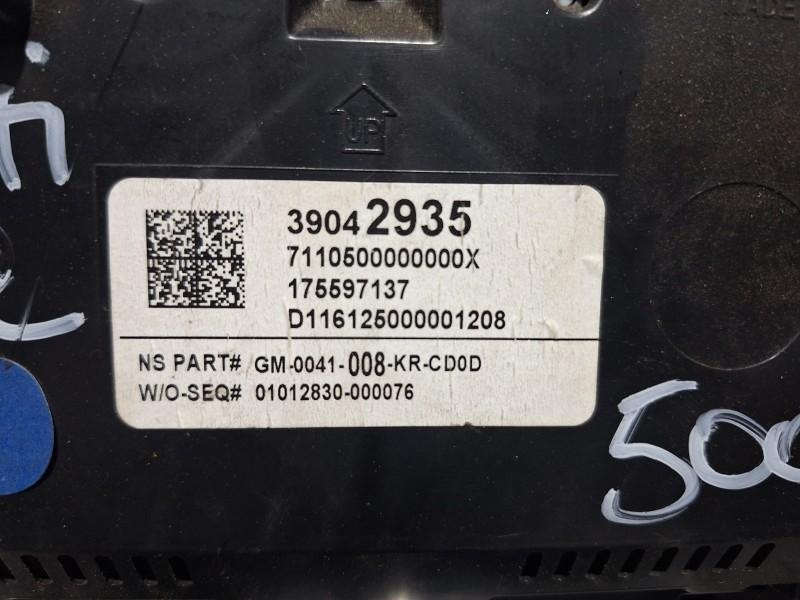 UP
39042935
7110500000000X
175597137
D116125000001208
NS PART# GM-0041-008-KR-CD0D
W/O-SEQ# 01012830-000076
500